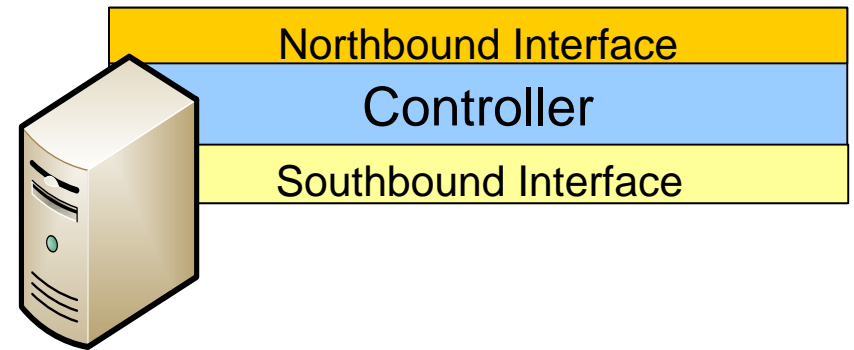 Northbound Interface
Controller
Southbound Interface